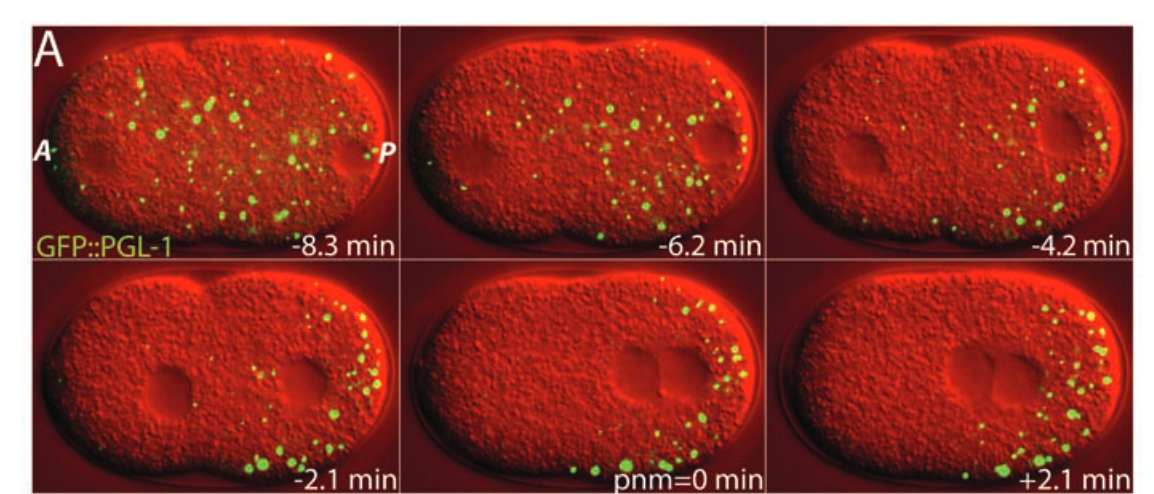 A
A
P
GFP::PGL-1
-8.3 min
-6.2 min
-4.2 min
-2.1 min
pnm=0 min
+2.1 min